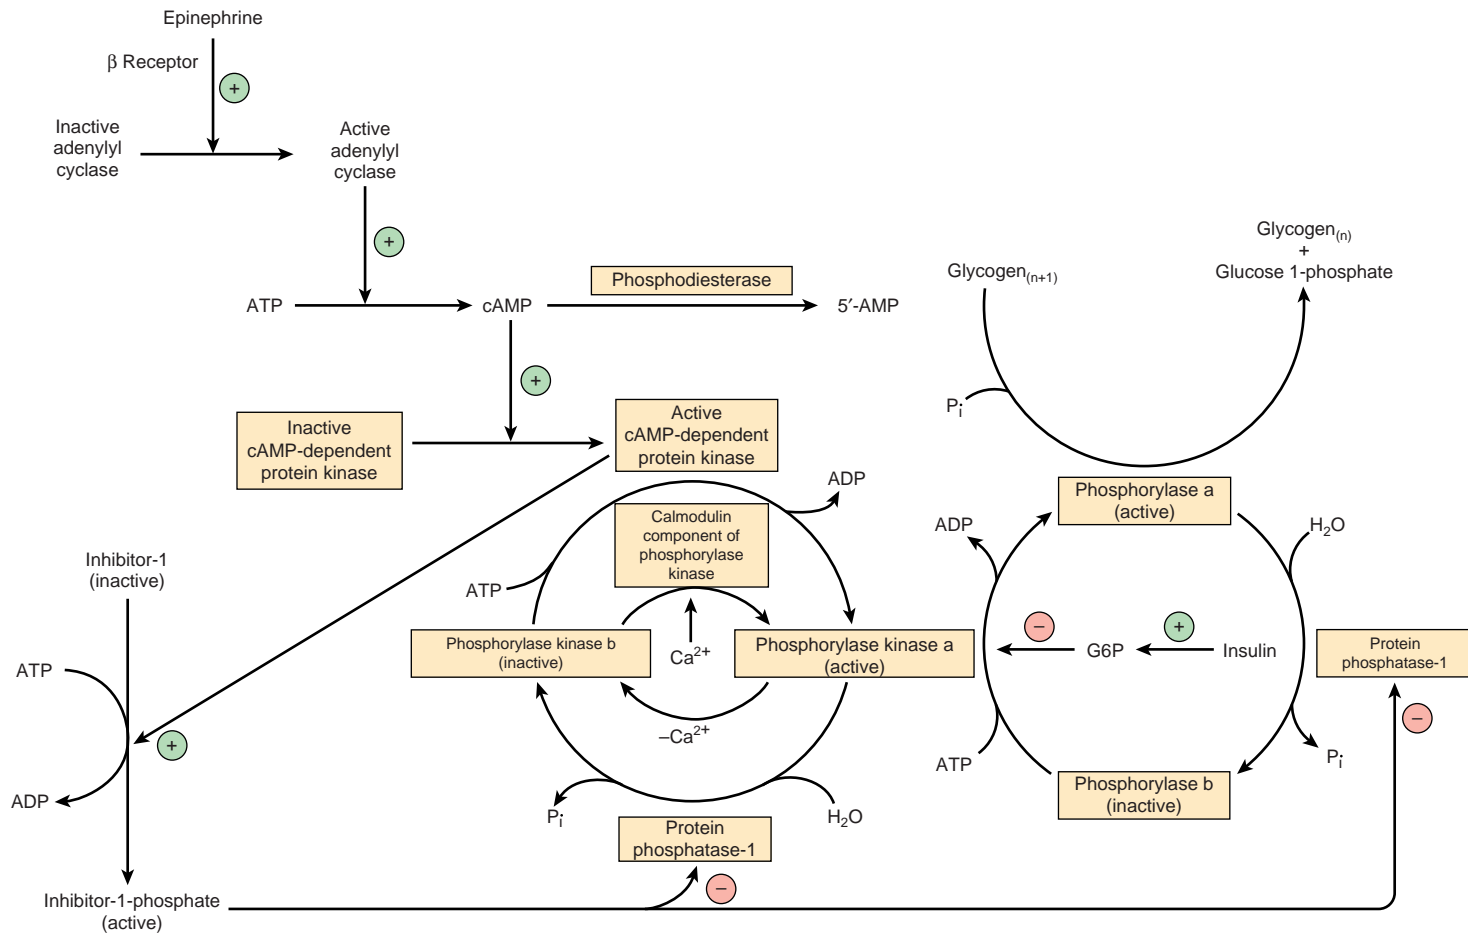 Epinephrine
β Receptor
+
Inactive
adenylyl
cyclase
Active
adenylyl
cyclase
+
ATP
cAMP
Phosphodiesterase
5′-AMP
+
Inactive
cAMP-dependent
protein kinase
Active
cAMP-dependent
protein kinase
Glycogen(n+1)
Glycogen(n)
+
Glucose 1-phosphate
Pi
ADP
Calmodulin
component of
phosphorylase
kinase
ATP
Phosphorylase kinase b
(inactive)
Ca2+
Phosphorylase kinase a
(active)
–Ca2+
Pi
H2O
Protein
phosphatase-1
–
Phosphorylase a
(active)
ADP
H2O
–
G6P
+
Insulin
Protein
phosphatase-1
–
ATP
Pi
Phosphorylase b
(inactive)
Inhibitor-1
(inactive)
ATP
+
ADP
Inhibitor-1-phosphate
(active)